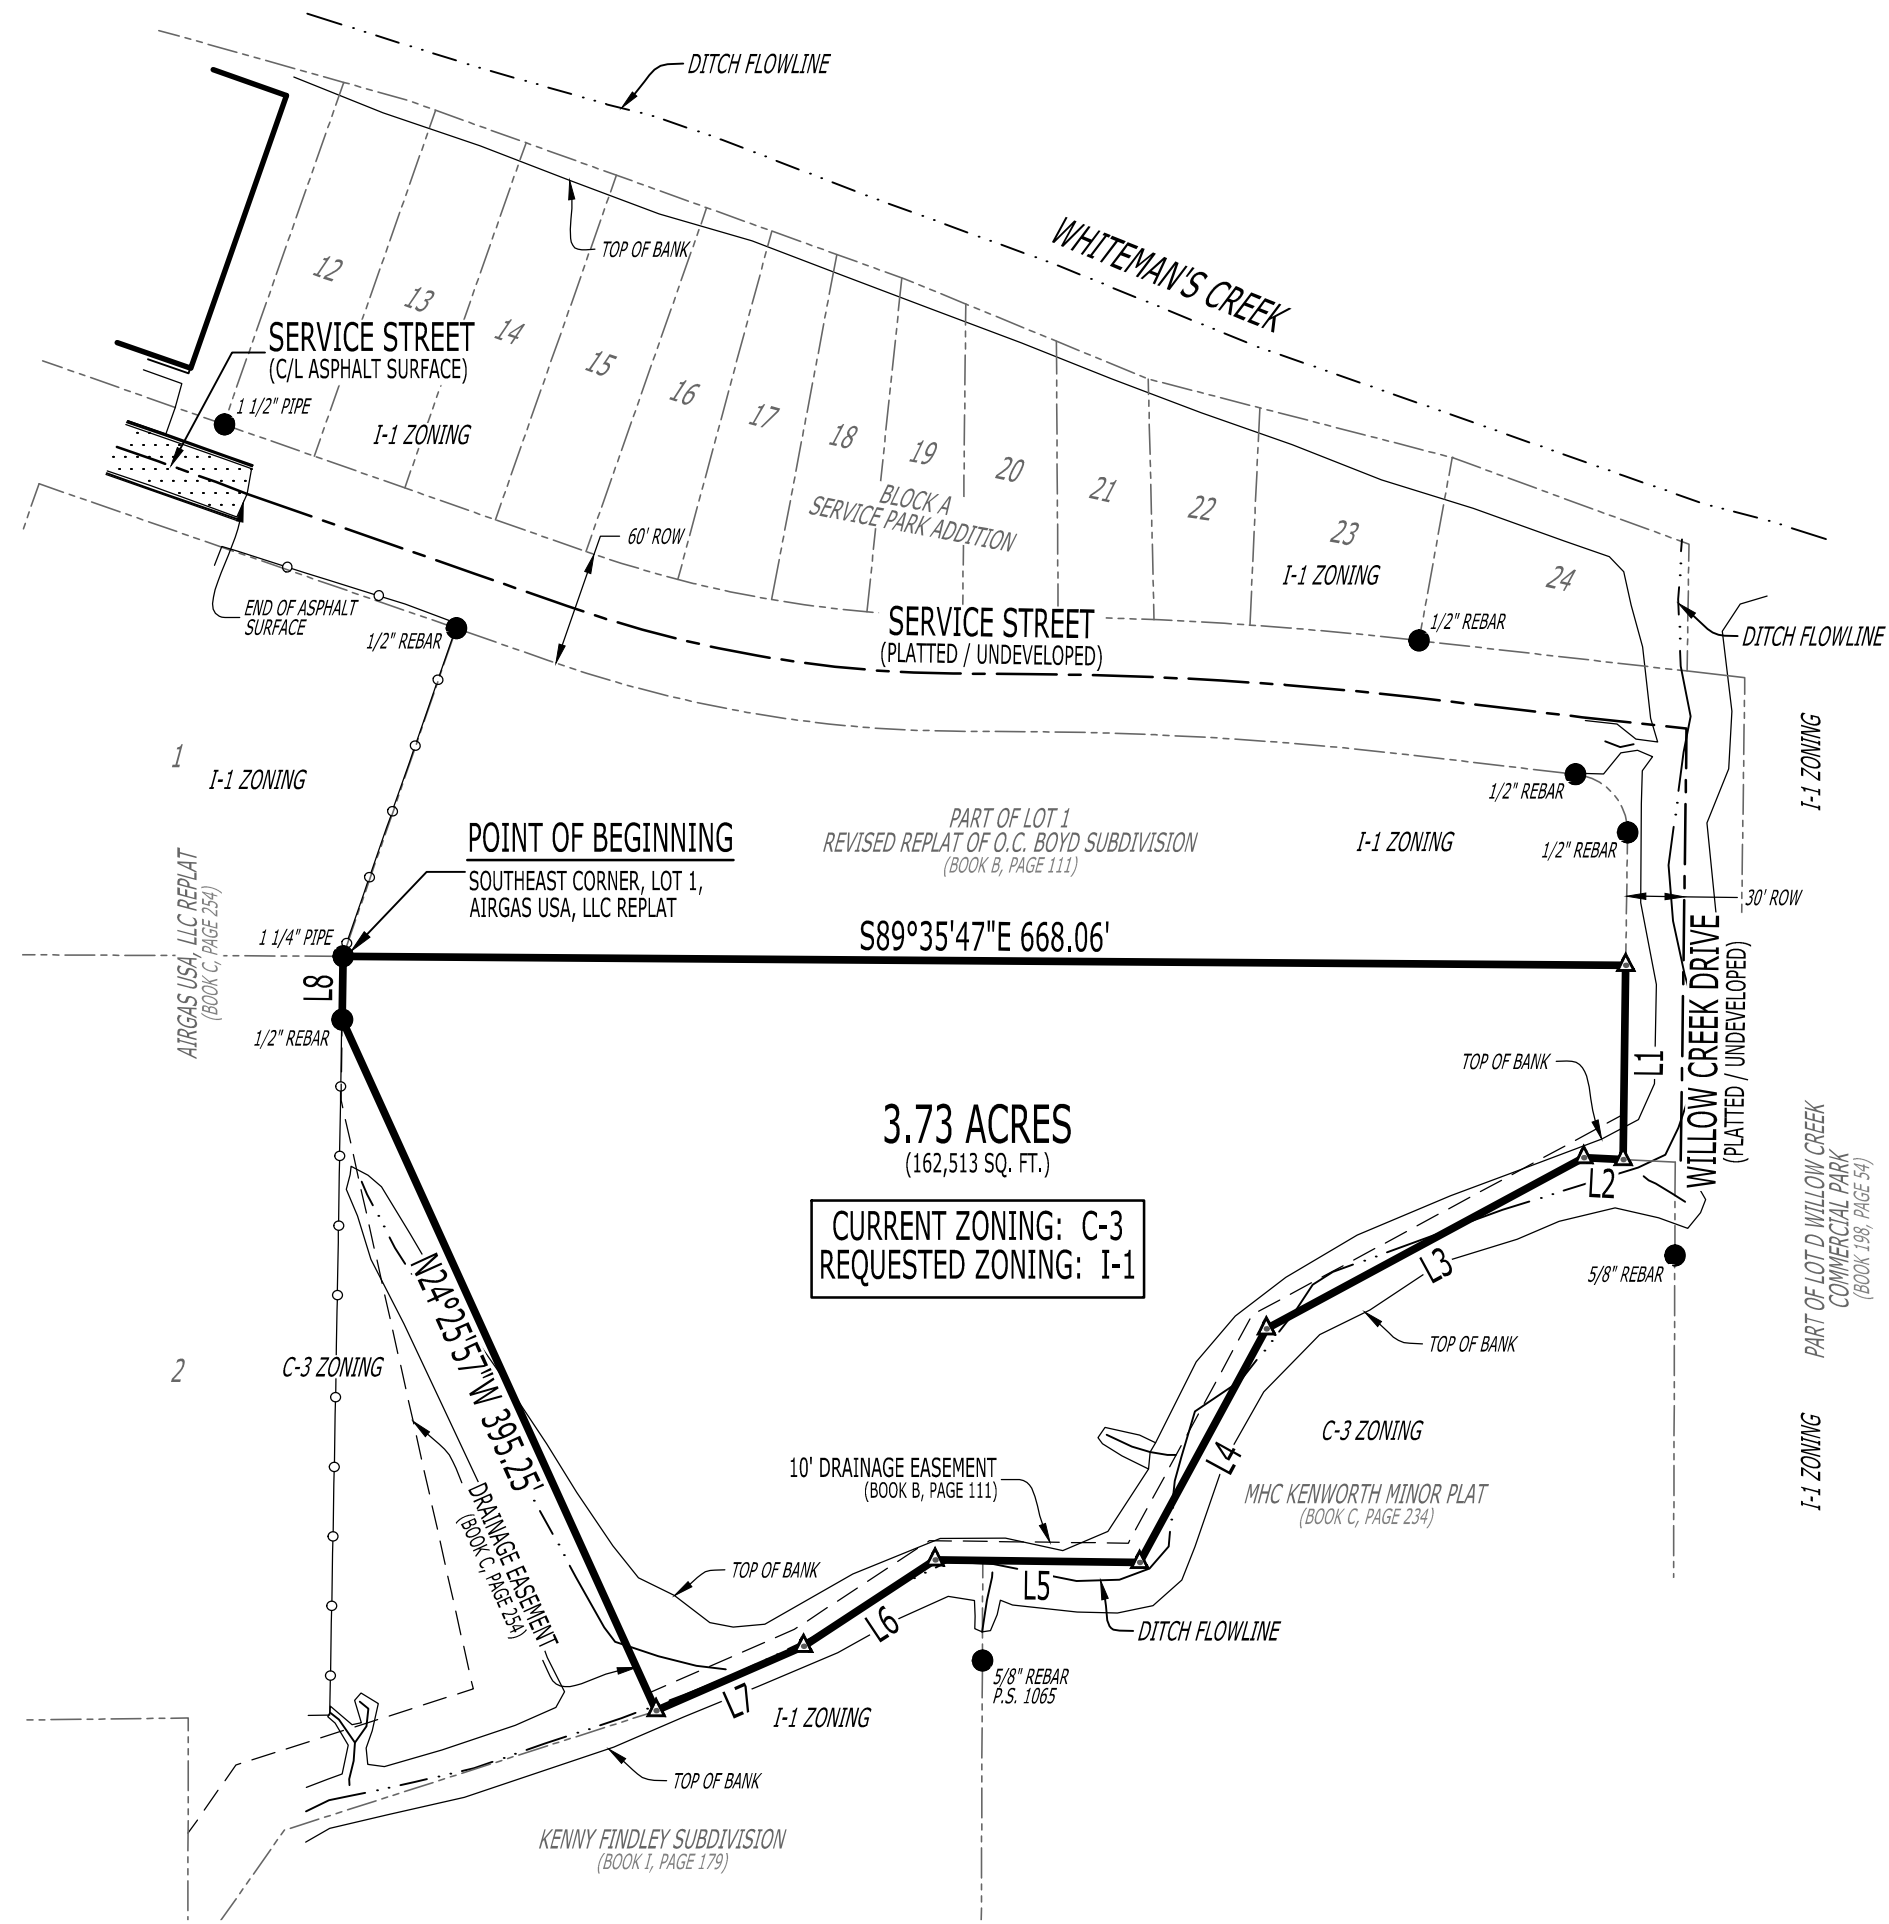 DITCH FLOWLINE
WHITEMAN'S CREEK
TOP OF BANK
12
13
14
15
16
17
18
19
20
21
22
23
24
SERVICE STREET
(C/L ASPHALT SURFACE)
1 1/2" PIPE
I-1 ZONING
BLOCK A
SERVICE PARK ADDITION
60' ROW
I-1 ZONING
END OF ASPHALT
SURFACE
1/2" REBAR
SERVICE STREET
(PLATTED / UNDEVELOPED)
1/2" REBAR
DITCH FLOWLINE
1
I-1 ZONING
I-1 ZONING
1/2" REBAR
PART OF LOT 1
REVISED REPLAT OF O.C. BOYD SUBDIVISION
(BOOK B, PAGE 111)
I-1 ZONING
1/2" REBAR
POINT OF BEGINNING
SOUTHEAST CORNER, LOT 1,
AIRGAS USA, LLC REPLAT
AIRGAS USA, LLC REPLAT
(BOOK C, PAGE 254)
30' ROW
1 1/4" PIPE
S89°35'47"E 668.06'
L8
1/2" REBAR
WILLOW CREEK DRIVE
(PLATTED / UNDEVELOPED)
TOP OF BANK
L1
3.73 ACRES
(162,513 SQ. FT.)
L2
CURRENT ZONING: C-3
REQUESTED ZONING: I-1
PART OF LOT D WILLOW CREEK
COMMERCIAL PARK
(BOOK 198, PAGE 54)
L3
5/8" REBAR
N24°25'57"W 395.25'
TOP OF BANK
2
C-3 ZONING
C-3 ZONING
L4
I-1 ZONING
10' DRAINAGE EASEMENT
(BOOK B, PAGE 111)
MHC KENWORTH MINOR PLAT
(BOOK C, PAGE 234)
DRAINAGE EASEMENT
(BOOK C, PAGE 254)
TOP OF BANK
L5
L6
DITCH FLOWLINE
5/8" REBAR
P.S. 1065
L7
I-1 ZONING
TOP OF BANK
KENNY FINDLEY SUBDIVISION
(BOOK I, PAGE 179)